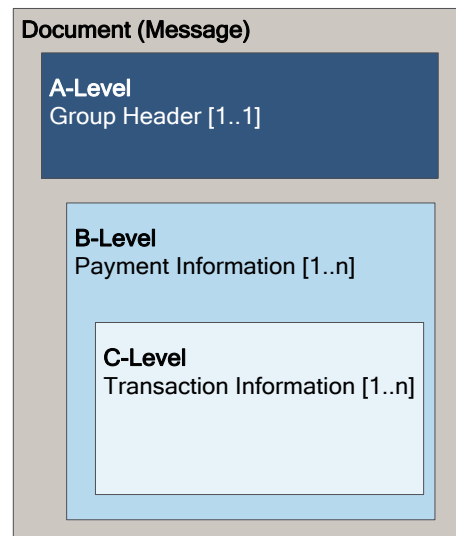 Document (Message)
A-Level
Group Header [1..1]
B-Level
Payment Information [1..n]
C-Level
Transaction Information [1..n]